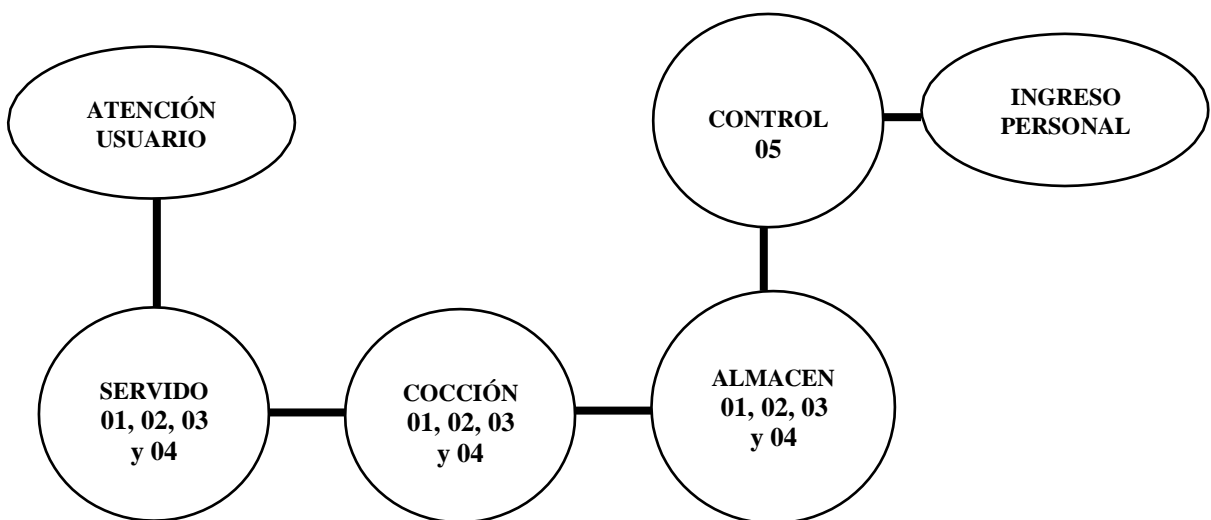 ATENCIÓN
USUARIO
CONTROL
05
INGRESO
PERSONAL
SERVIDO
01, 02, 03
y 04
COCCIÓN
01, 02, 03
y 04
ALMACEN
01, 02, 03
y 04